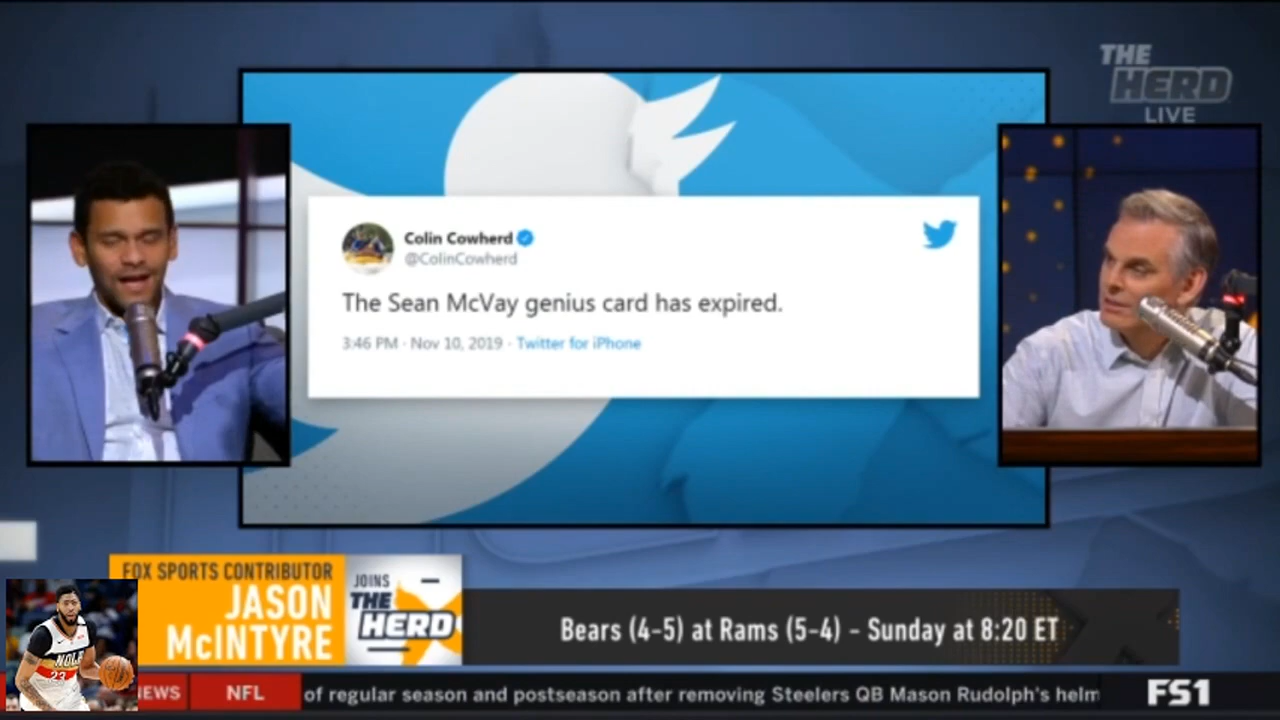 THE
HERD
LIVE
Colin Cowherd
@ColinCowherd
The Sean McVay genius card has expired.
3:46 PM · Nov 10, 2019 · Twitter for iPhone
FOX SPORTS CONTRIBUTOR
JASON
McINTYRE
JOINS
THE
HERD
Bears (4-5) at Rams (5-4) - Sunday at 8:20 ET
NOLA
23
NEWS
NFL
of regular season and postseason after removing Steelers QB Mason Rudolph's helm
FS1